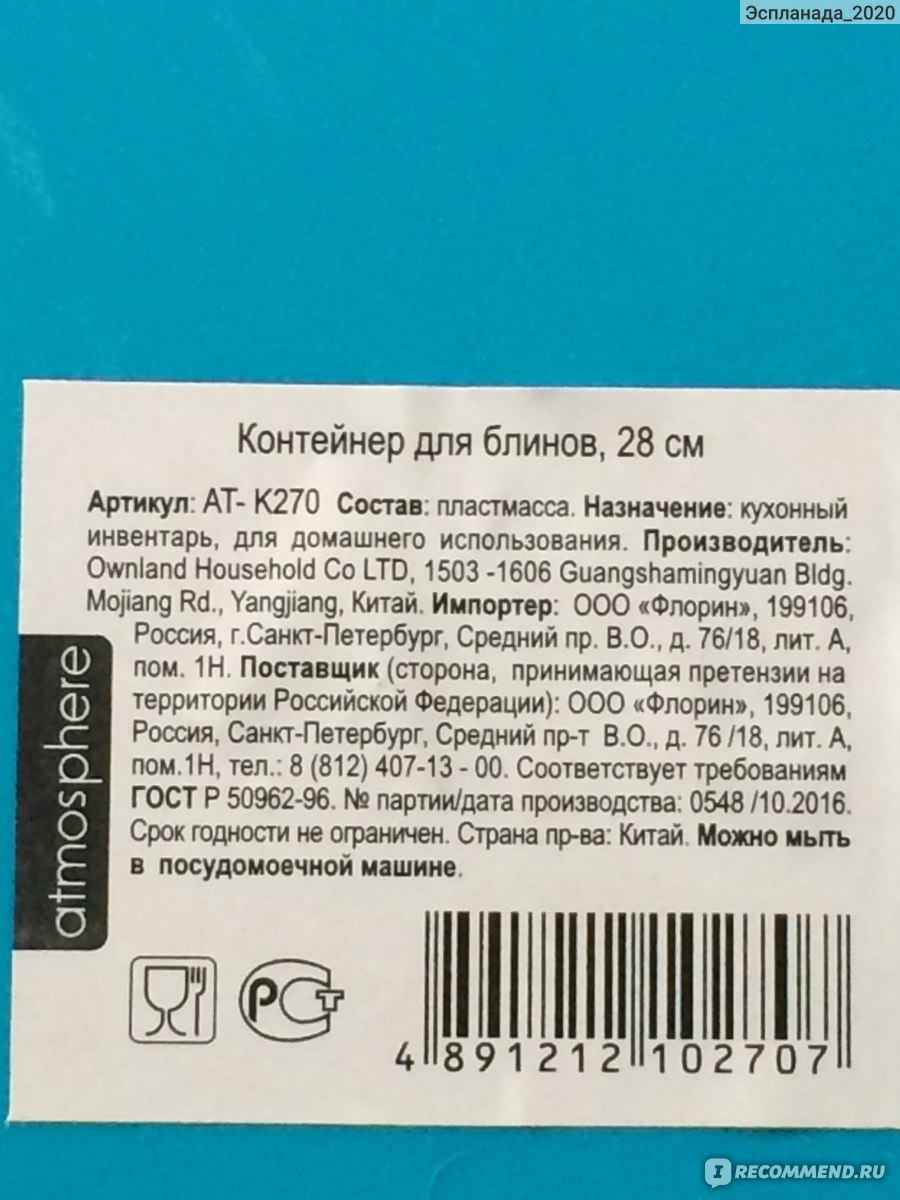 Эспланада_2020
Контейнер для блинов, 28 см
Артикул: АТ- K270 Состав: пластмасса. Назначение: кухонный
инвентарь, для домашнего использования. Производитель:
Ownland Household Co LTD, 1503 -1606 Guangshamingyuan Bldg.
Mojiang Rd., Yangjiang, Китай. Импортер: ООО «Флорин», 199106,
Россия, г.Санкт-Петербург, Средний пр. В.О., д. 76/18, лит. А,
пом. 1Н. Поставщик (сторона, принимающая претензии на
территории Российской Федерации): ООО «Флорин», 199106,
Россия, Санкт-Петербург, Средний пр-т В.О., д. 76 /18, лит. А,
пом.1Н, тел.: 8 (812) 407-13 - 00. Соответствует требованиям
ГОСТ Р 50962-96. № партии/дата производства: 0548 /10.2016.
Срок годности не ограничен. Страна пр-ва: Китай. Можно мыть
в посудомоечной машине.
atmosphere
РСТ
4 891212 102707
IRECOMMEND.RU